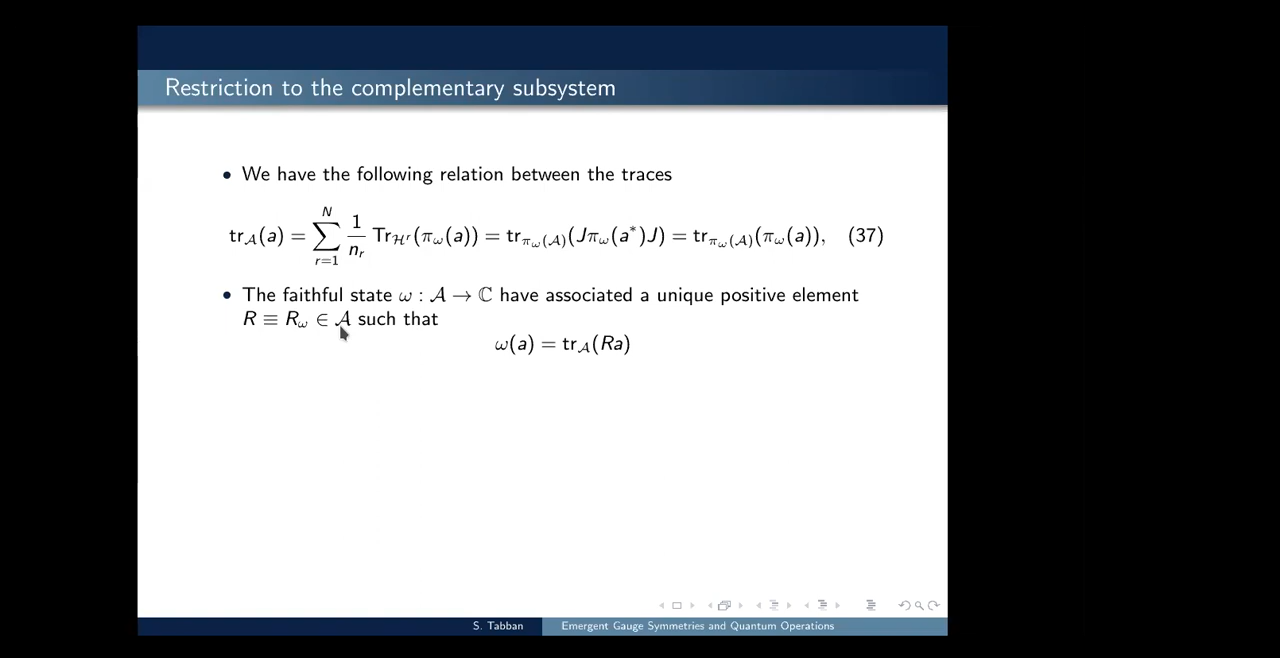 Restriction to the complementary subsystem
• We have the following relation between the traces
tr_𝒜(a) = ∑_{r=1}^{N} \frac{1}{n_r} Tr_{ℋ^r}(π_ω(a)) = tr_{π_ω(𝒜)}(Jπ_ω(a*)J) = tr_{π_ω(𝒜)}(π_ω(a)), (37)
• The faithful state ω : 𝒜 → ℂ have associated a unique positive element
R ≡ R_ω ∈ 𝒜 such that
ω(a) = tr_𝒜(Ra)
S. Tabban Emergent Gauge Symmetries and Quantum Operations